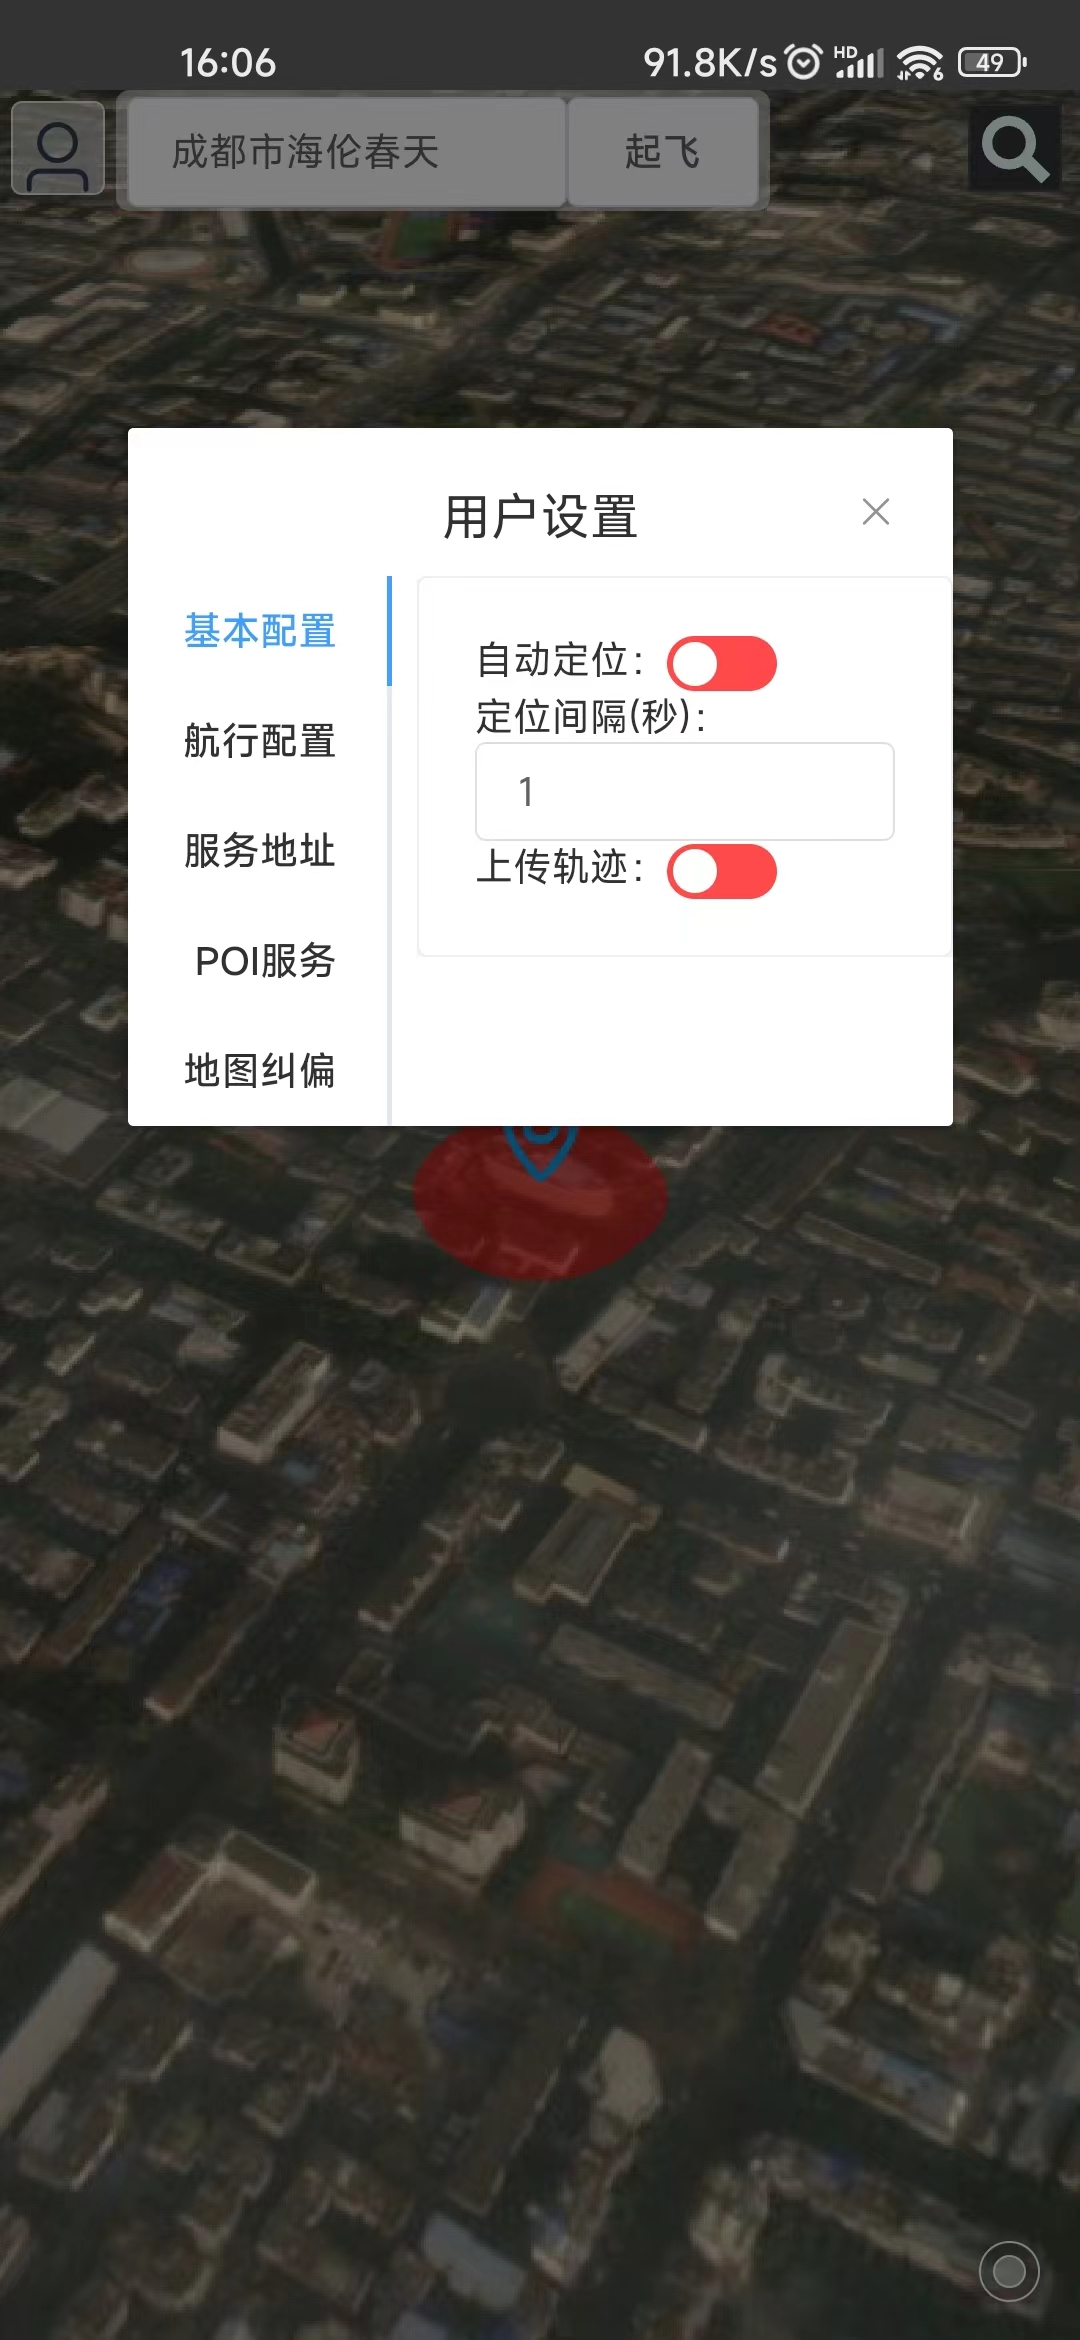 16:06
91.8K/s HD 6 49
成都市海伦春天 起飞
用户设置
基本配置
航行配置
服务地址
POI服务
地图纠偏
自动定位：
定位间隔(秒)：
1
上传轨迹：